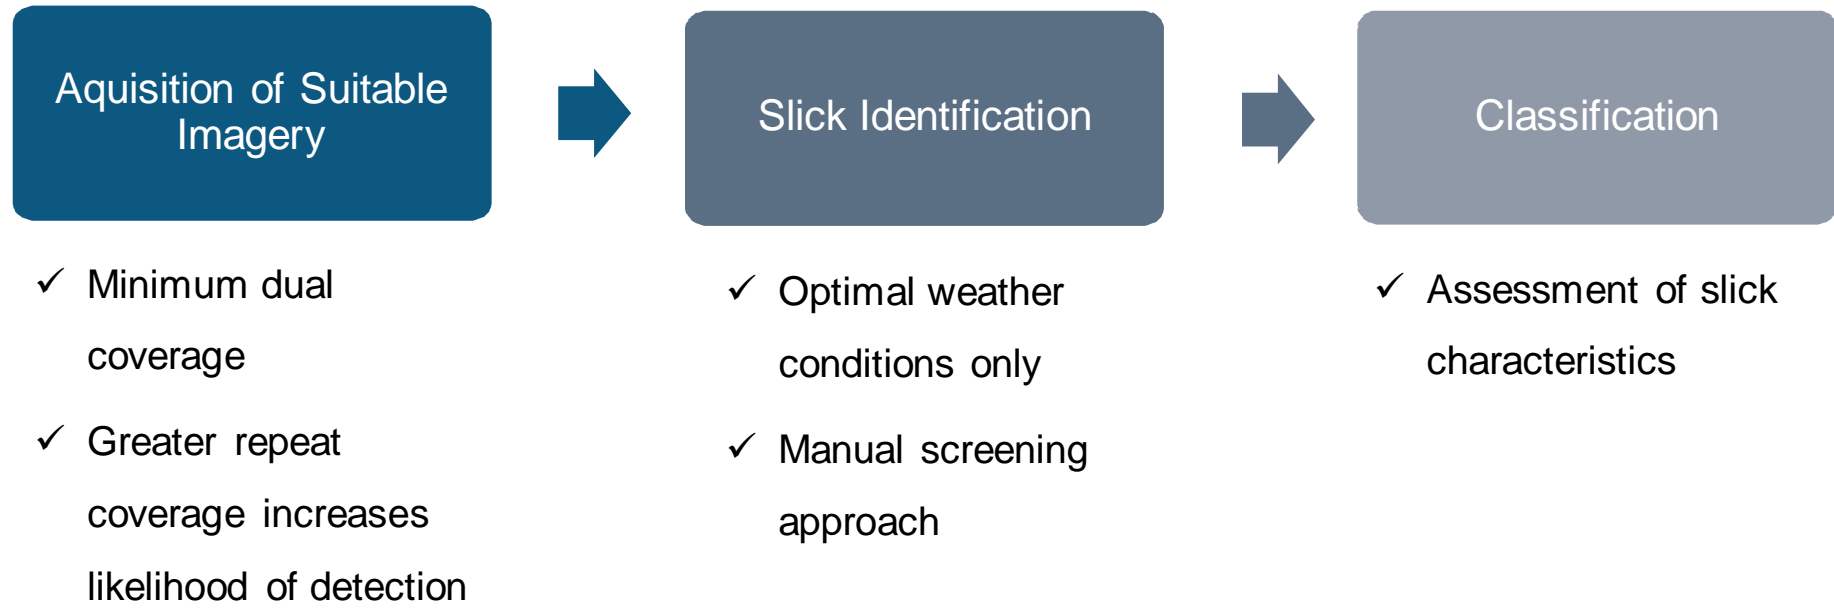 Aquisition of Suitable
Imagery
Slick Identification
Classification
✓ Minimum dual
coverage
✓ Greater repeat
coverage increases
likelihood of detection
✓ Optimal weather
conditions only
✓ Manual screening
approach
✓ Assessment of slick
characteristics